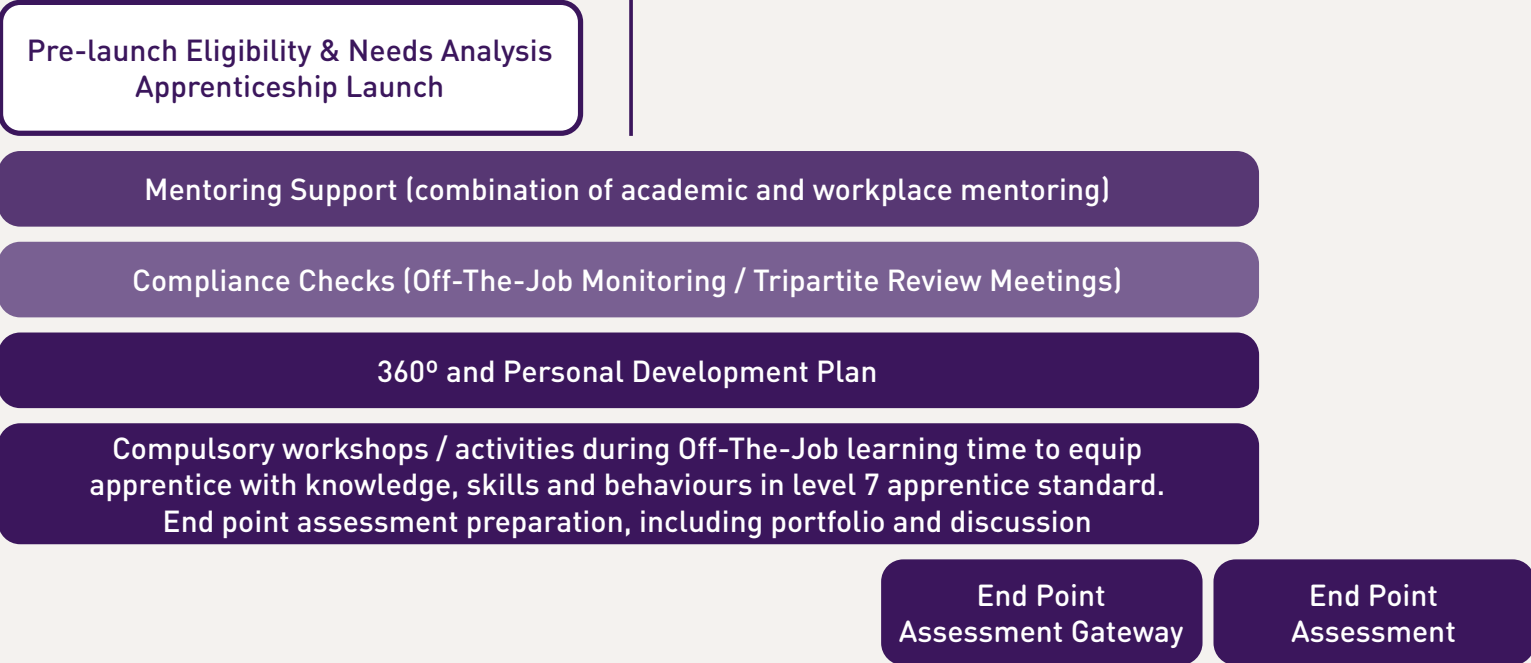 Pre-launch Eligibility & Needs Analysis
Apprenticeship Launch
Mentoring Support (combination of academic and workplace mentoring)
Compliance Checks (Off-The-Job Monitoring / Tripartite Review Meetings)
360º and Personal Development Plan
Compulsory workshops / activities during Off-The-Job learning time to equip
apprentice with knowledge, skills and behaviours in level 7 apprentice standard.
End point assessment preparation, including portfolio and discussion
End Point
Assessment Gateway
End Point
Assessment